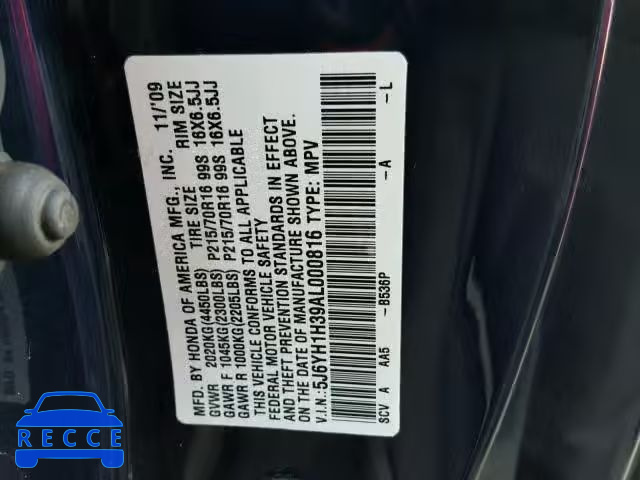 MFD. BY HONDA OF AMERICA MFG., INC. 11/'09
GVWR 2020KG(4460LBS) TIRE SIZE RIM SIZE
GAWR F 1045KG(2300LBS) P215/70R16 99S 16X6.5JJ
GAWR R 1000KG(2205LBS) P215/70R16 99S 16X6.5JJ
THIS VEHICLE CONFORMS TO ALL APPLICABLE
FEDERAL MOTOR VEHICLE SAFETY
AND THEFT PREVENTION STANDARDS IN EFFECT
ON THE DATE OF MANUFACTURE SHOWN ABOVE.
V.I.N.: 5J6YH1H39AL000816 TYPE: MPV
SCV A AA5 -B536P -A -L
RECCE